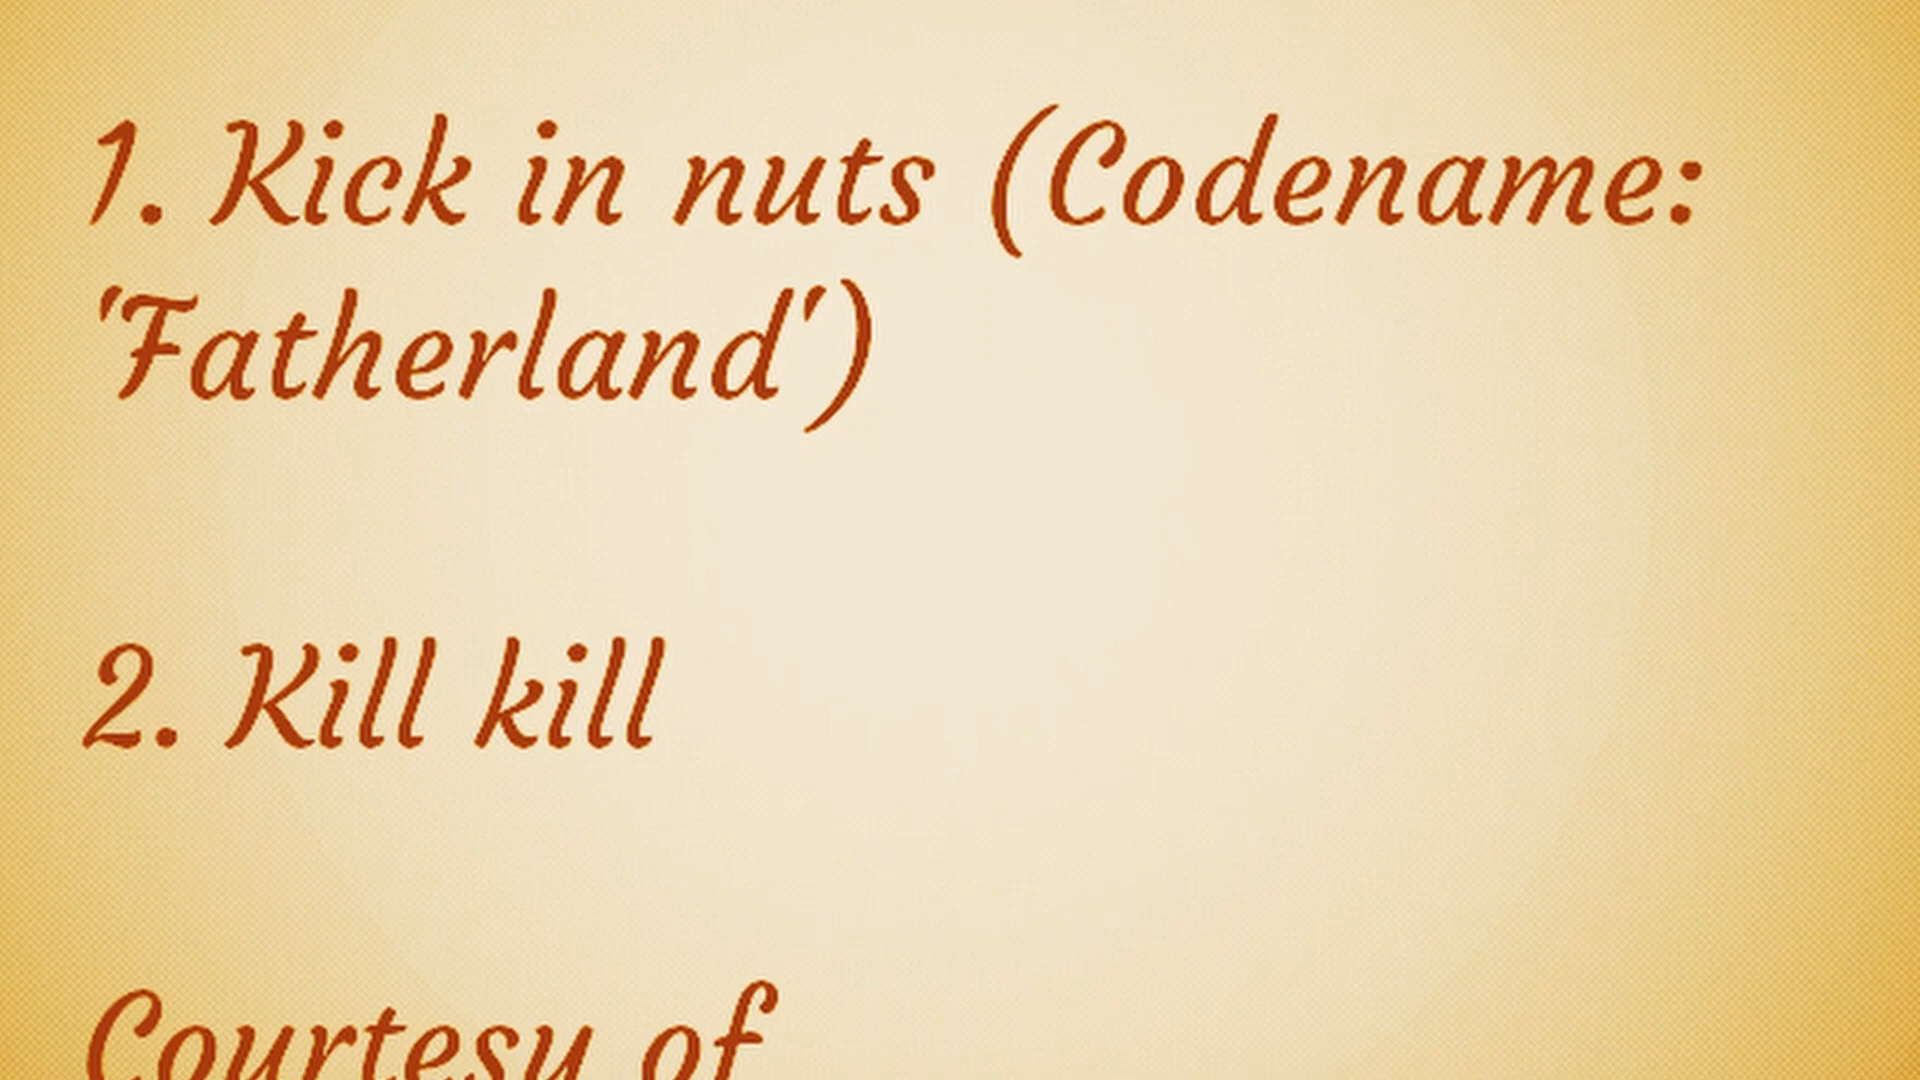 1. Kick in nuts (Codename:
'Fatherland')
2. Kill kill
Courtesy of